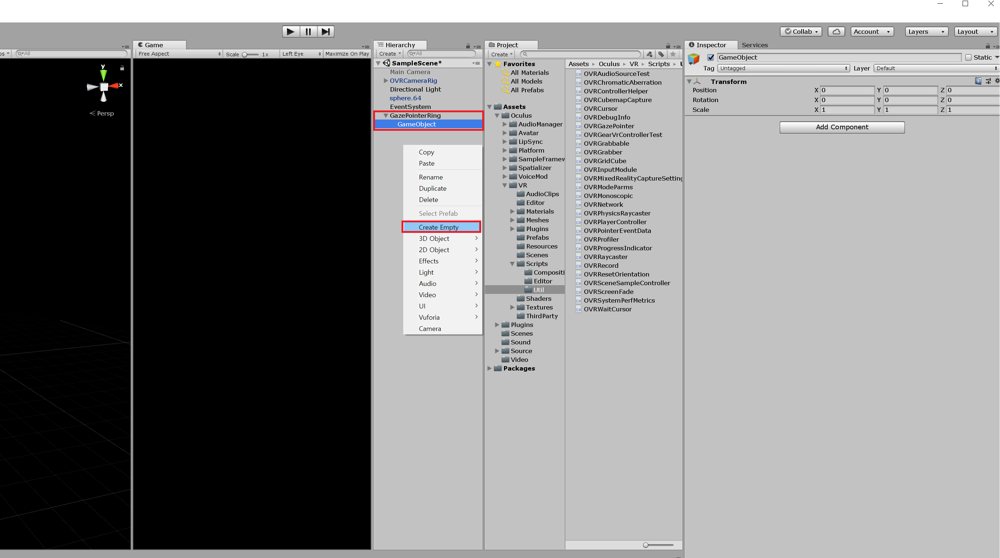 Collab
Account
Layers
Layout
All
Game
Free Aspect
Scale
1x
Left Eye
Maximize On Play
y
x
Persp
Hierarchy
Create
All
SampleScene*
Main Camera
OVRCameraRig
Directional Light
sphere.64
EventSystem
GazePointerRing
GameObject
Copy
Paste
Rename
Duplicate
Delete
Select Prefab
Create Empty
3D Object
2D Object
Effects
Light
Audio
Video
UI
Vuforia
Camera
Project
Create
Favorites
All Materials
All Models
All Prefabs
Assets
Oculus
AudioManager
Avatar
LipSync
Platform
SampleFramew
Spatializer
VoiceMod
VR
AudioClips
Editor
Materials
Meshes
Plugins
Prefabs
Resources
Scenes
Scripts
Compositi
Editor
Util
Shaders
Textures
ThirdParty
Plugins
Scenes
Sound
Source
Video
Packages
Assets Oculus VR Scripts
OVRAudioSourceTest
OVRChromaticAberration
OVRControllerHelper
OVRCubemapCapture
OVRCursor
OVRDebugInfo
OVRGazePointer
OVRGearVrControllerTest
OVRGrabbable
OVRGrabber
OVRGridCube
OVRInputModule
OVRMixedRealityCaptureSetting
OVRModeParms
OVRMonoscopic
OVRNetwork
OVRPhysicsRaycaster
OVRPlayerController
OVRPointerEventData
OVRProfiler
OVRProgressIndicator
OVRRaycaster
OVRRecord
OVRResetOrientation
OVRSceneSampleController
OVRScreenFade
OVRSystemPerfMetrics
OVRWaitCursor
Inspector
Services
GameObject
Static
Tag Untagged
Layer Default
Transform
Position X 0 Y 0 Z 0
Rotation X 0 Y 0 Z 0
Scale X 1 Y 1 Z 1
Add Component